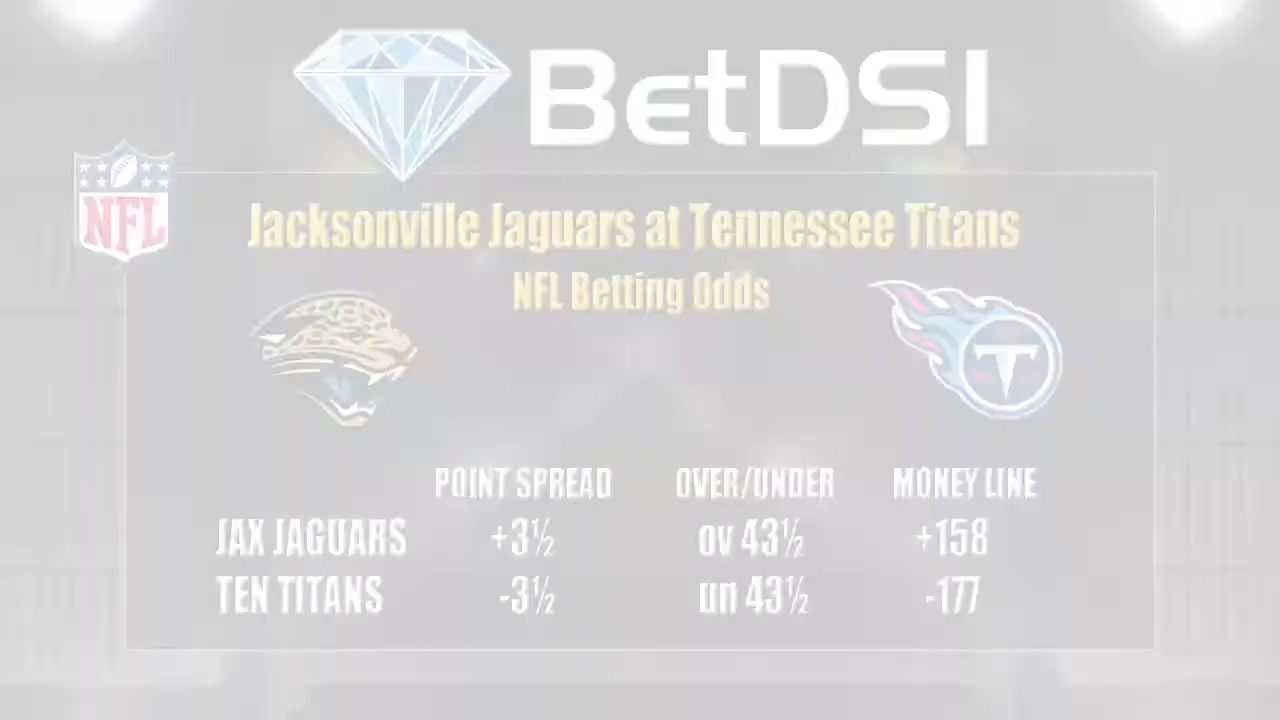 BetDSI
NFL
Jacksonville Jaguars at Tennessee Titans
NFL Betting Odds
T
POINT SPREAD OVER/UNDER MONEY LINE
JAX JAGUARS +3½ ov 43½ +158
TEN TITANS -3½ un 43½ -177